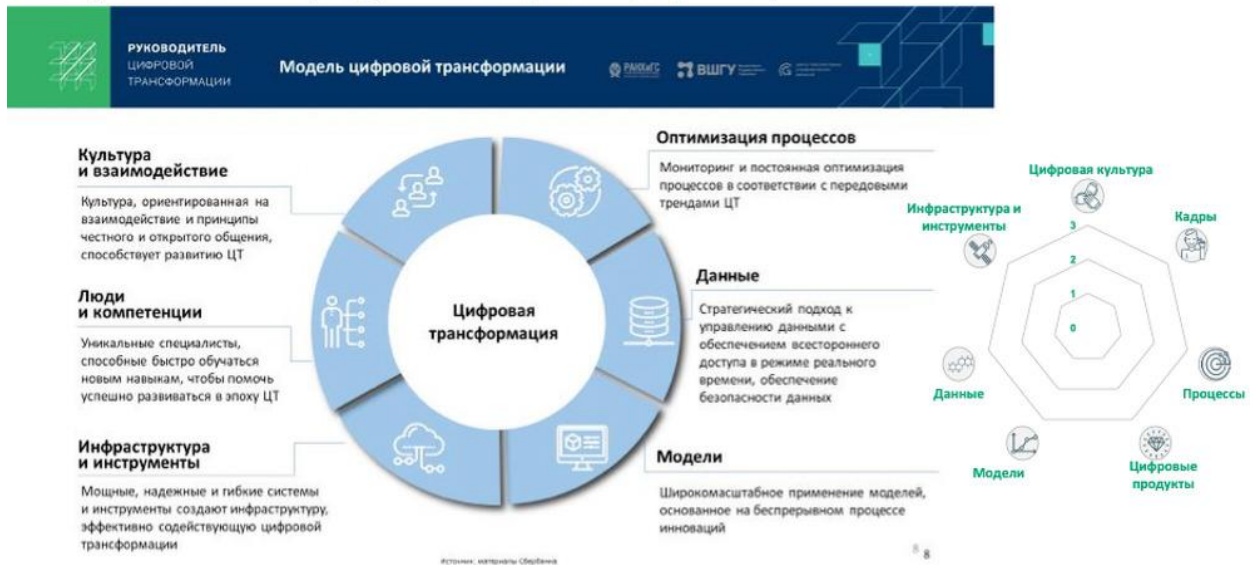 РУКОВОДИТЕЛЬ
ЦИФРОВОЙ
ТРАНСФОРМАЦИИ
Модель цифровой трансформации
РАНХиГС
ВШГУ
Культура
и взаимодействие
Культура, ориентированная на
взаимодействие и принципы
честного и открытого общения,
способствует развитию ЦТ
Люди
и компетенции
Уникальные специалисты,
способные быстро обучаться
новым навыкам, чтобы помочь
успешно развиваться в эпоху ЦТ
Инфраструктура
и инструменты
Мощные, надежные и гибкие системы
и инструменты создают инфраструктуру,
эффективно содействующую цифровой
трансформации
Цифровая
трансформация
Оптимизация процессов
Мониторинг и постоянная оптимизация
процессов в соответствии с передовыми
трендами ЦТ
Данные
Стратегический подход к
управлению данными с
обеспечением всестороннего
доступа в режиме реального
времени, обеспечение
безопасности данных
Модели
Широкомасштабное применение моделей,
основанное на беспрерывном процессе
инноваций
Источник: материалы Сбербанка
8 8
Цифровая культура
Инфраструктура и
инструменты
Кадры
3
2
1
0
Данные
Процессы
Модели
Цифровые
продукты